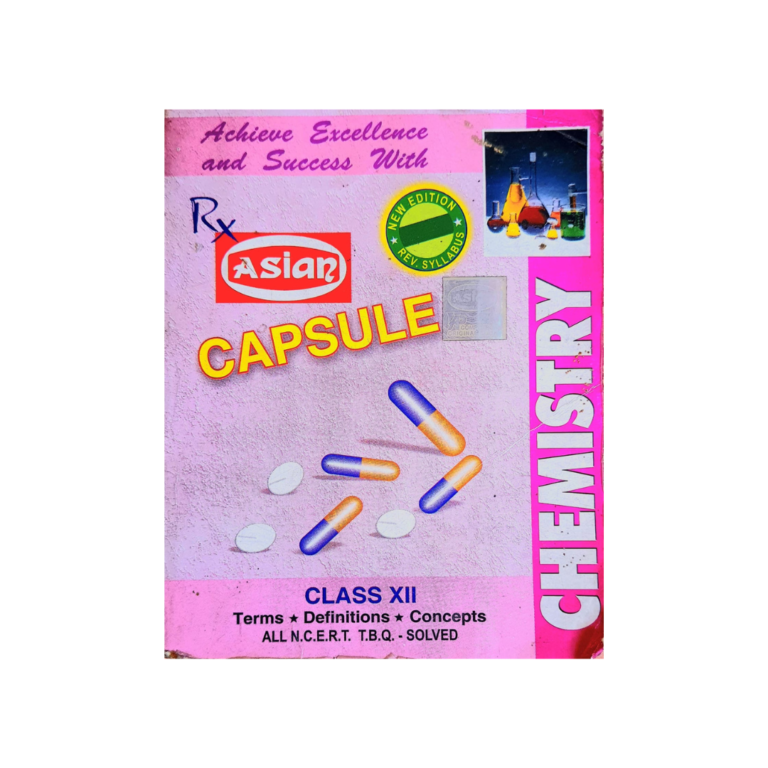 Achieve Excellence
and Success With
Rx
Asian
NEW EDITION
REV. SYLLABUS
CAPSULE
CHEMISTRY
CLASS XII
Terms ★ Definitions ★ Concepts
ALL N.C.E.R.T. T.B.Q. - SOLVED